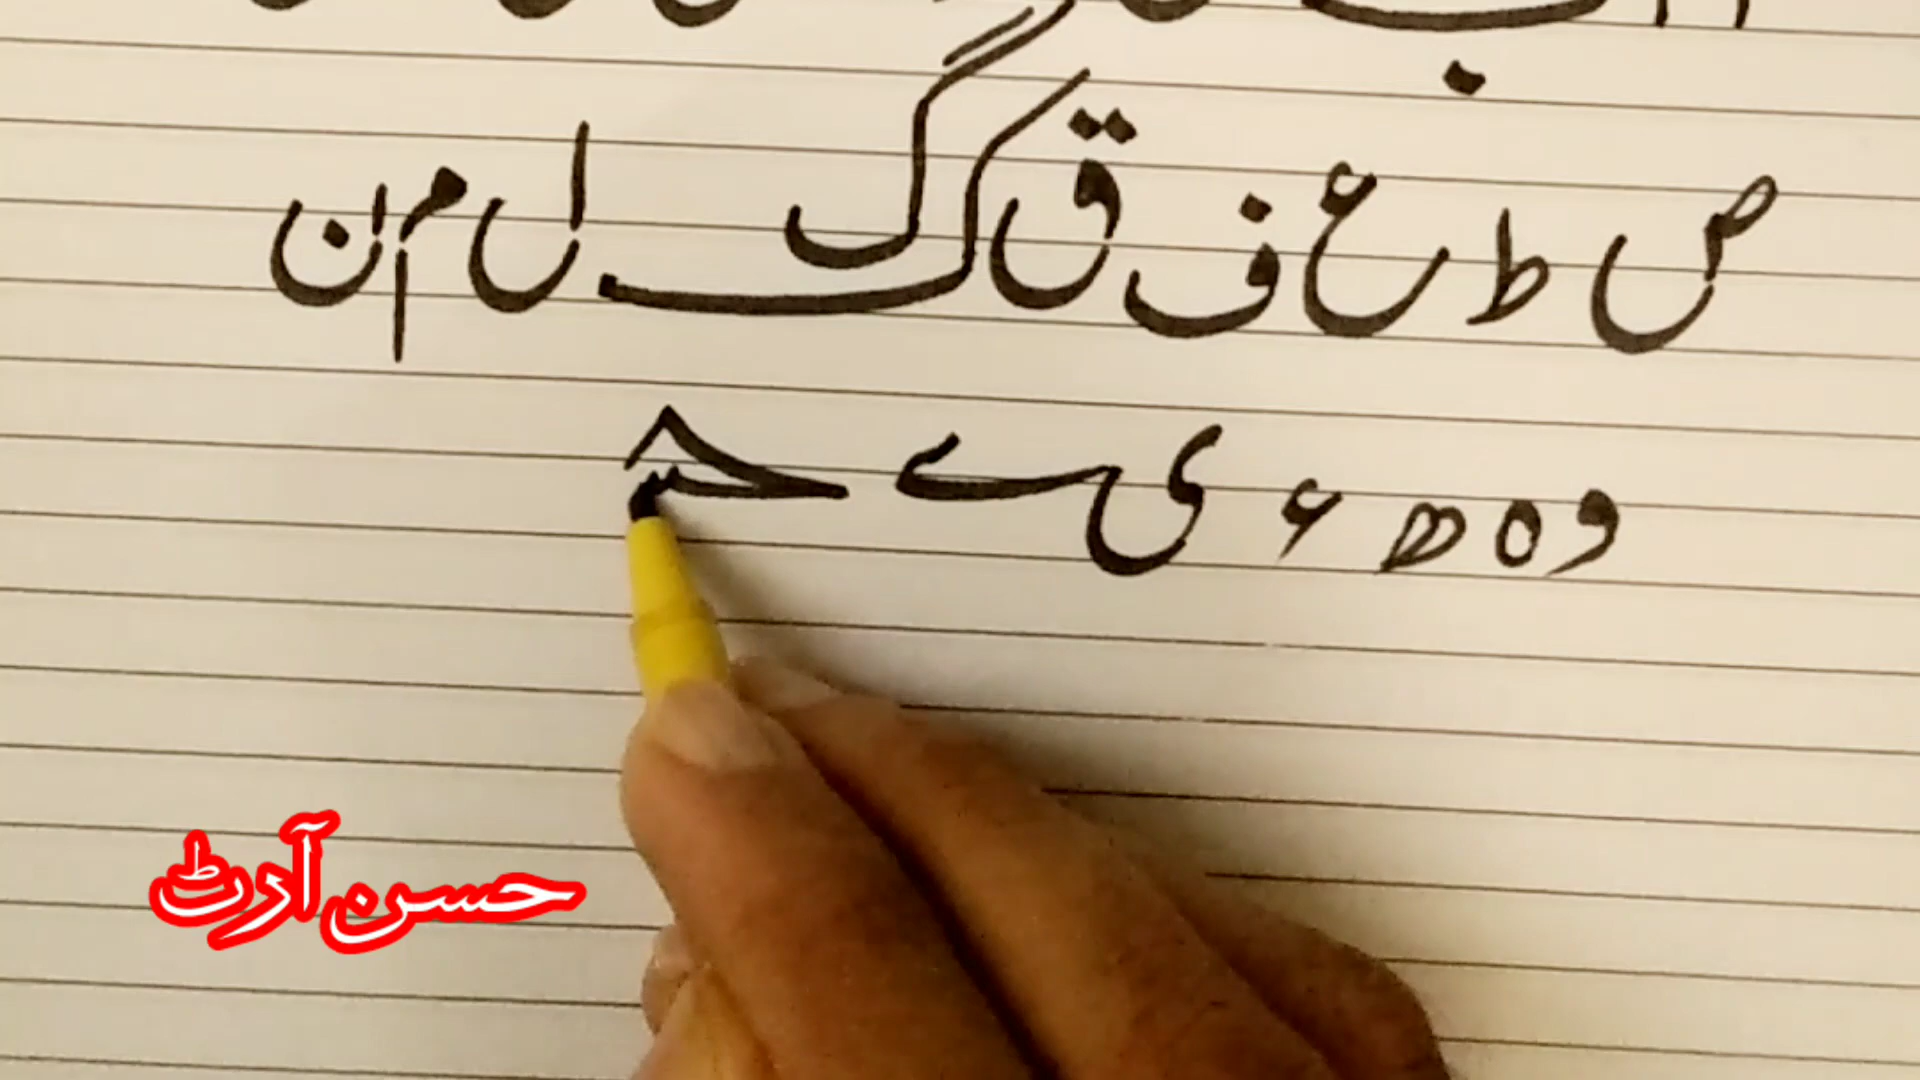 ص ط ع ف ق ک گ ل م ن
و ہ ھ ء ی ے
حسن آرٹ